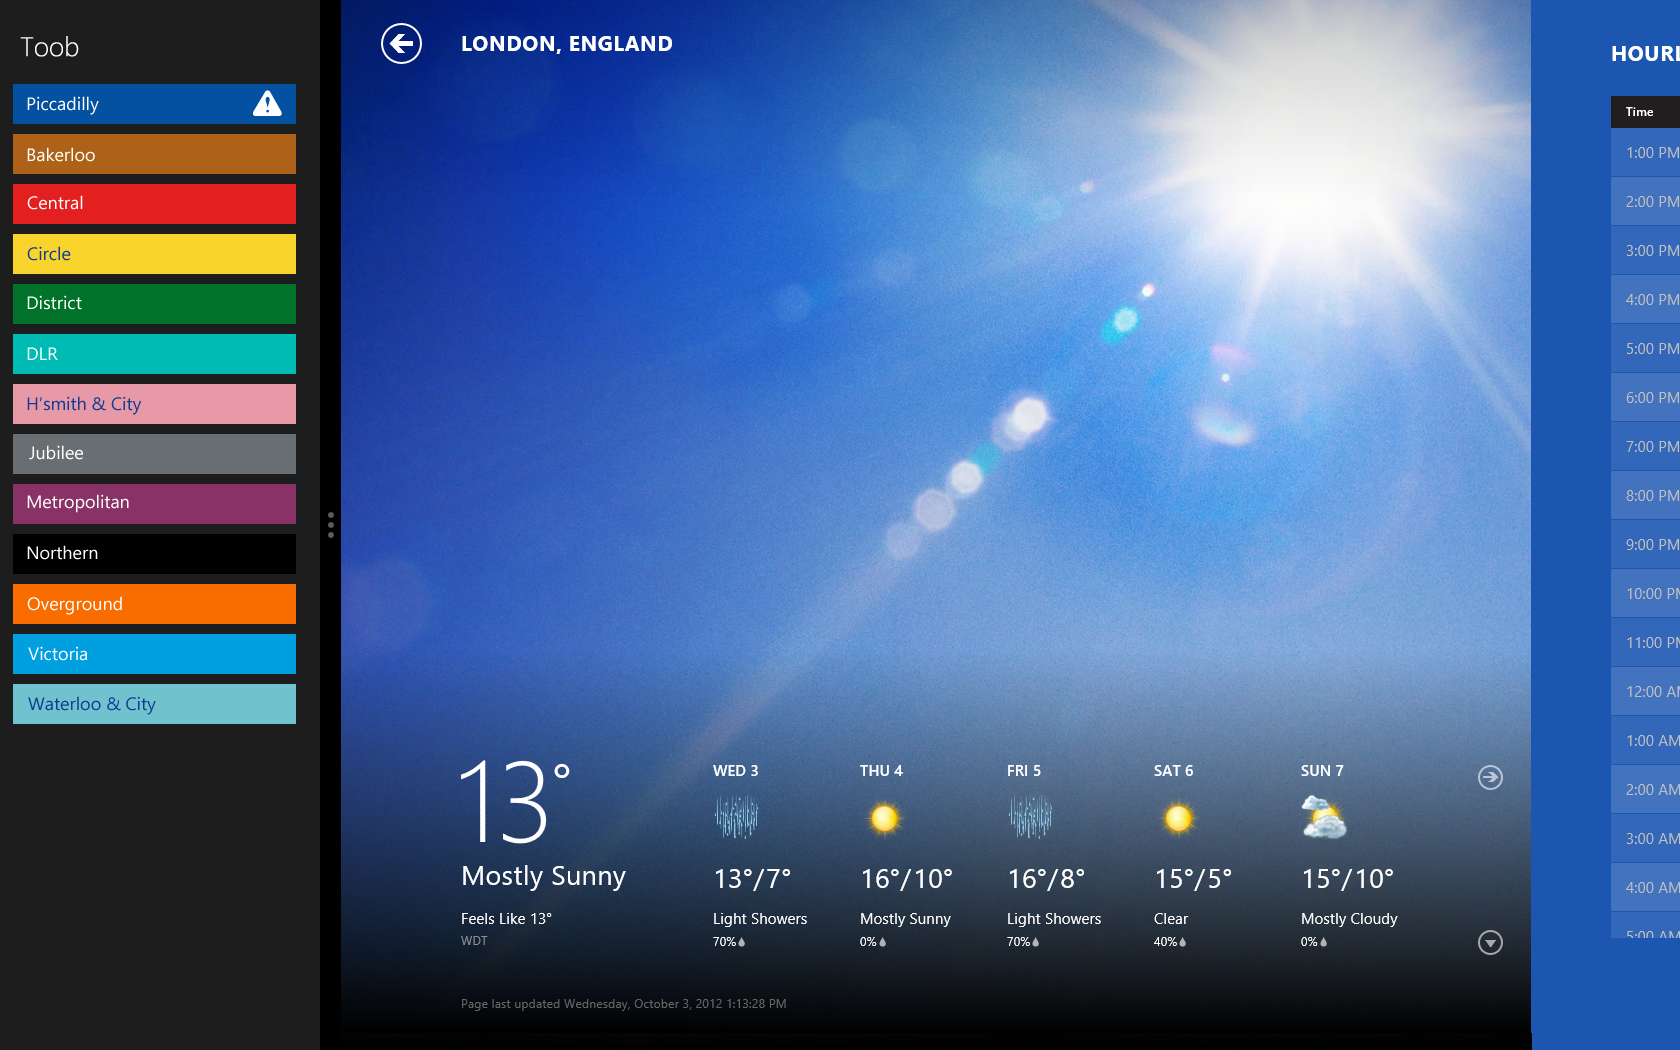 Toob
Piccadilly
Bakerloo
Central
Circle
District
DLR
H'smith & City
Jubilee
Metropolitan
Northern
Overground
Victoria
Waterloo & City
LONDON, ENGLAND
13°
Mostly Sunny
Feels Like 13°
WDT
WED 3
13°/7°
Light Showers
70%
THU 4
16°/10°
Mostly Sunny
0%
FRI 5
16°/8°
Light Showers
70%
SAT 6
15°/5°
Clear
40%
SUN 7
15°/10°
Mostly Cloudy
0%
Page last updated Wednesday, October 3, 2012 1:13:28 PM
Time
1:00 PM
2:00 PM
3:00 PM
4:00 PM
5:00 PM
6:00 PM
7:00 PM
8:00 PM
9:00 PM
10:00 P
11:00 P
12:00 A
1:00 AM
2:00 AM
3:00 AM
4:00 AM
5:00 AM